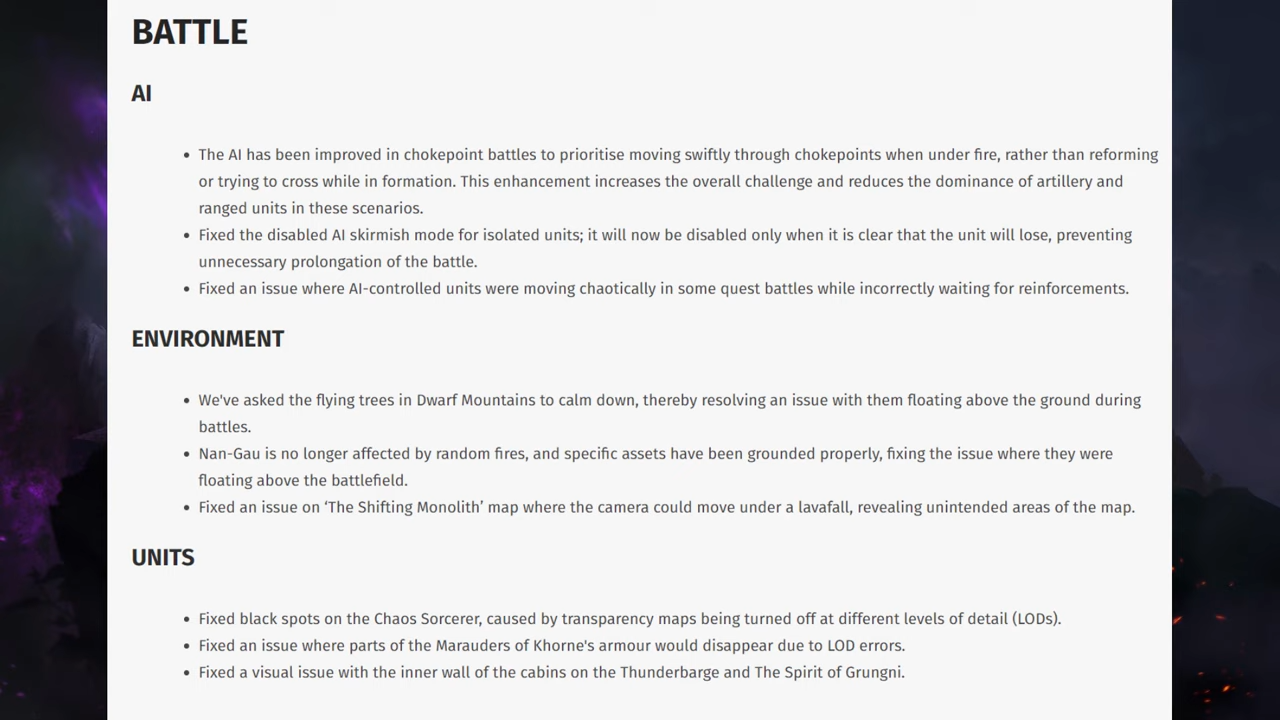 BATTLE
AI
• The AI has been improved in chokepoint battles to prioritise moving swiftly through chokepoints when under fire, rather than reforming
or trying to cross while in formation. This enhancement increases the overall challenge and reduces the dominance of artillery and
ranged units in these scenarios.
• Fixed the disabled AI skirmish mode for isolated units; it will now be disabled only when it is clear that the unit will lose, preventing
unnecessary prolongation of the battle.
• Fixed an issue where AI-controlled units were moving chaotically in some quest battles while incorrectly waiting for reinforcements.
ENVIRONMENT
• We've asked the flying trees in Dwarf Mountains to calm down, thereby resolving an issue with them floating above the ground during
battles.
• Nan-Gau is no longer affected by random fires, and specific assets have been grounded properly, fixing the issue where they were
floating above the battlefield.
• Fixed an issue on ‘The Shifting Monolith’ map where the camera could move under a lavafall, revealing unintended areas of the map.
UNITS
• Fixed black spots on the Chaos Sorcerer, caused by transparency maps being turned off at different levels of detail (LODs).
• Fixed an issue where parts of the Marauders of Khorne's armour would disappear due to LOD errors.
• Fixed a visual issue with the inner wall of the cabins on the Thunderbarge and The Spirit of Grungni.